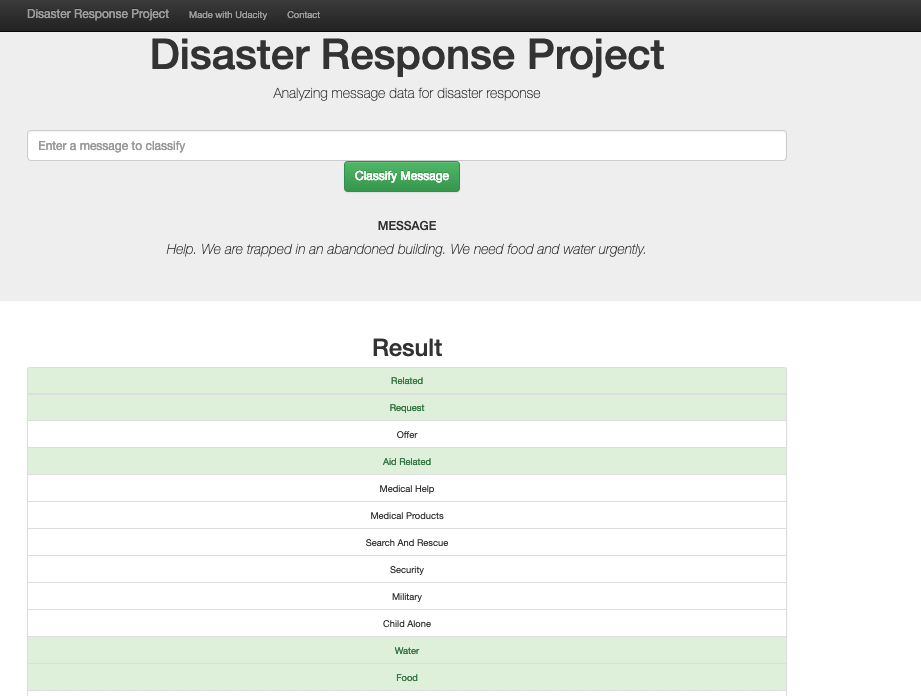 Disaster Response Project Made with Udacity Contact
Disaster Response Project
Analyzing message data for disaster response
Enter a message to classify
Classify Message
MESSAGE
Help. We are trapped in an abandoned building. We need food and water urgently.
Result
Related
Request
Offer
Aid Related
Medical Help
Medical Products
Search And Rescue
Security
Military
Child Alone
Water
Food